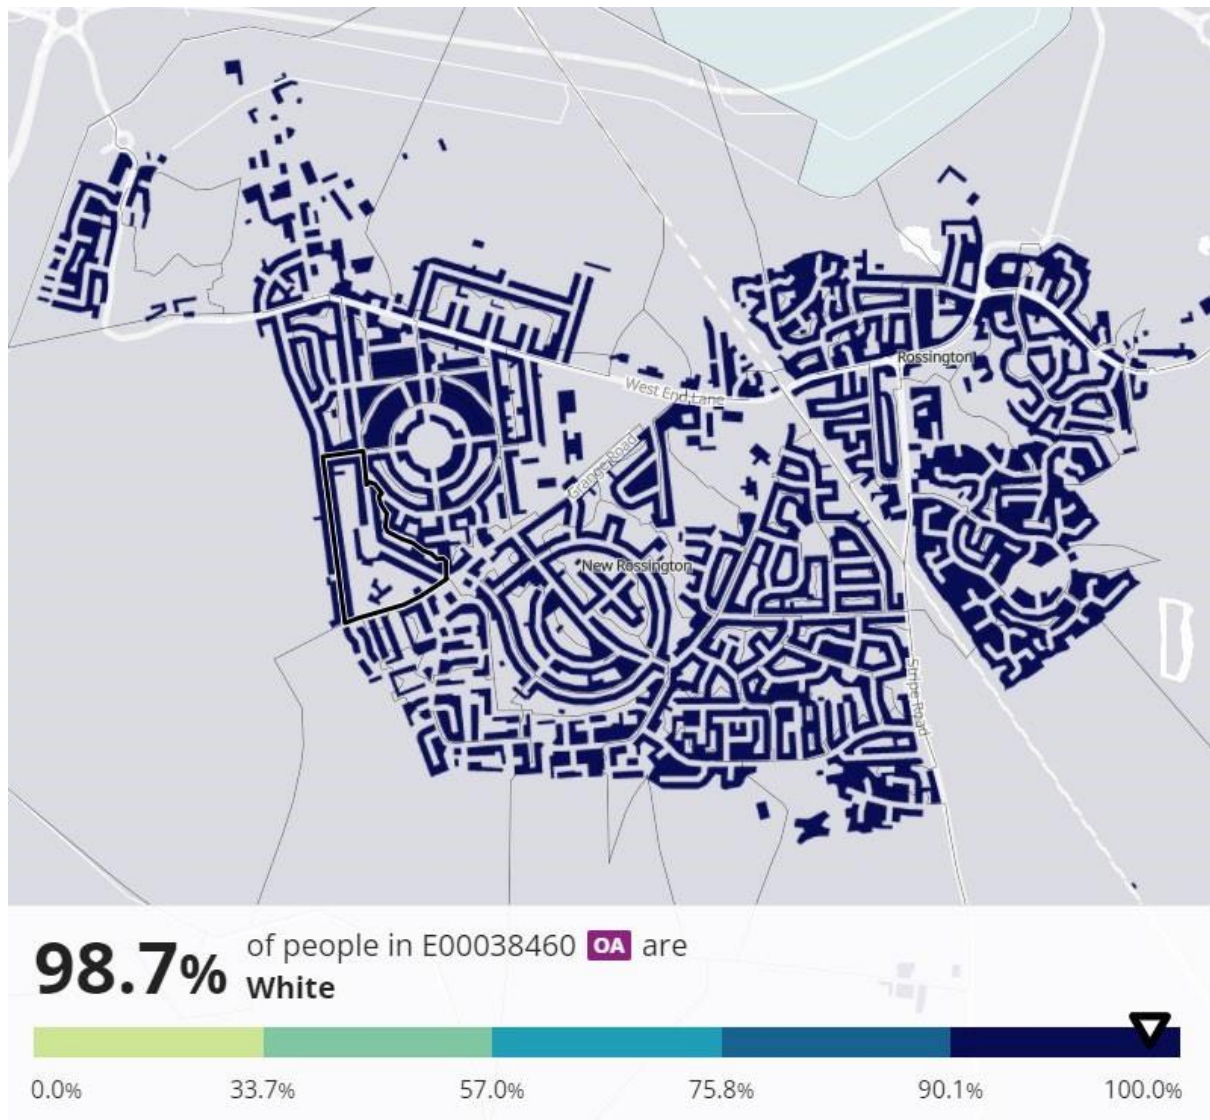 Rossington
West End Lane
Grange Road
New Rossington
Stripe Road
98.7% of people in E00038460 OA are
White
0.0% 33.7% 57.0% 75.8% 90.1% 100.0%